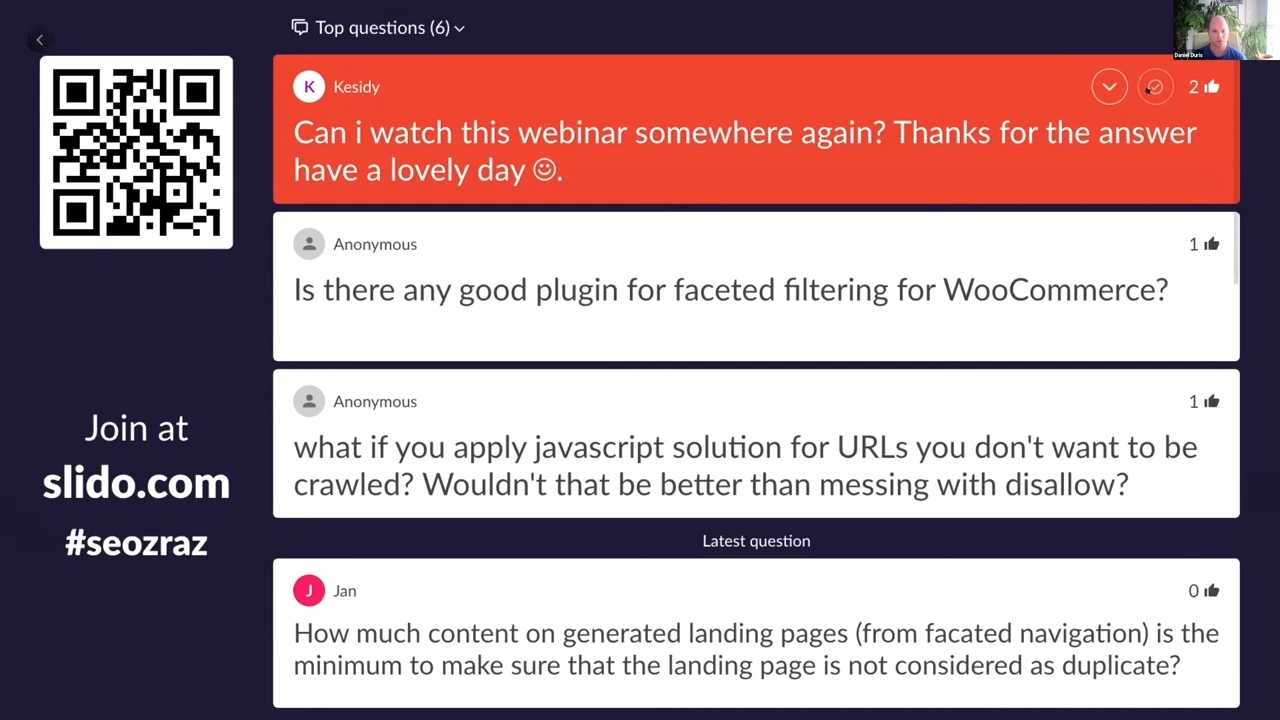 Top questions (6)
Daniel Duris
K Kesidy
2
Can i watch this webinar somewhere again? Thanks for the answer
have a lovely day ☺.
Anonymous
1
Is there any good plugin for faceted filtering for WooCommerce?
Anonymous
1
what if you apply javascript solution for URLs you don't want to be
crawled? Wouldn't that be better than messing with disallow?
Join at
slido.com
#seozraz
Latest question
J Jan
0
How much content on generated landing pages (from facated navigation) is the
minimum to make sure that the landing page is not considered as duplicate?